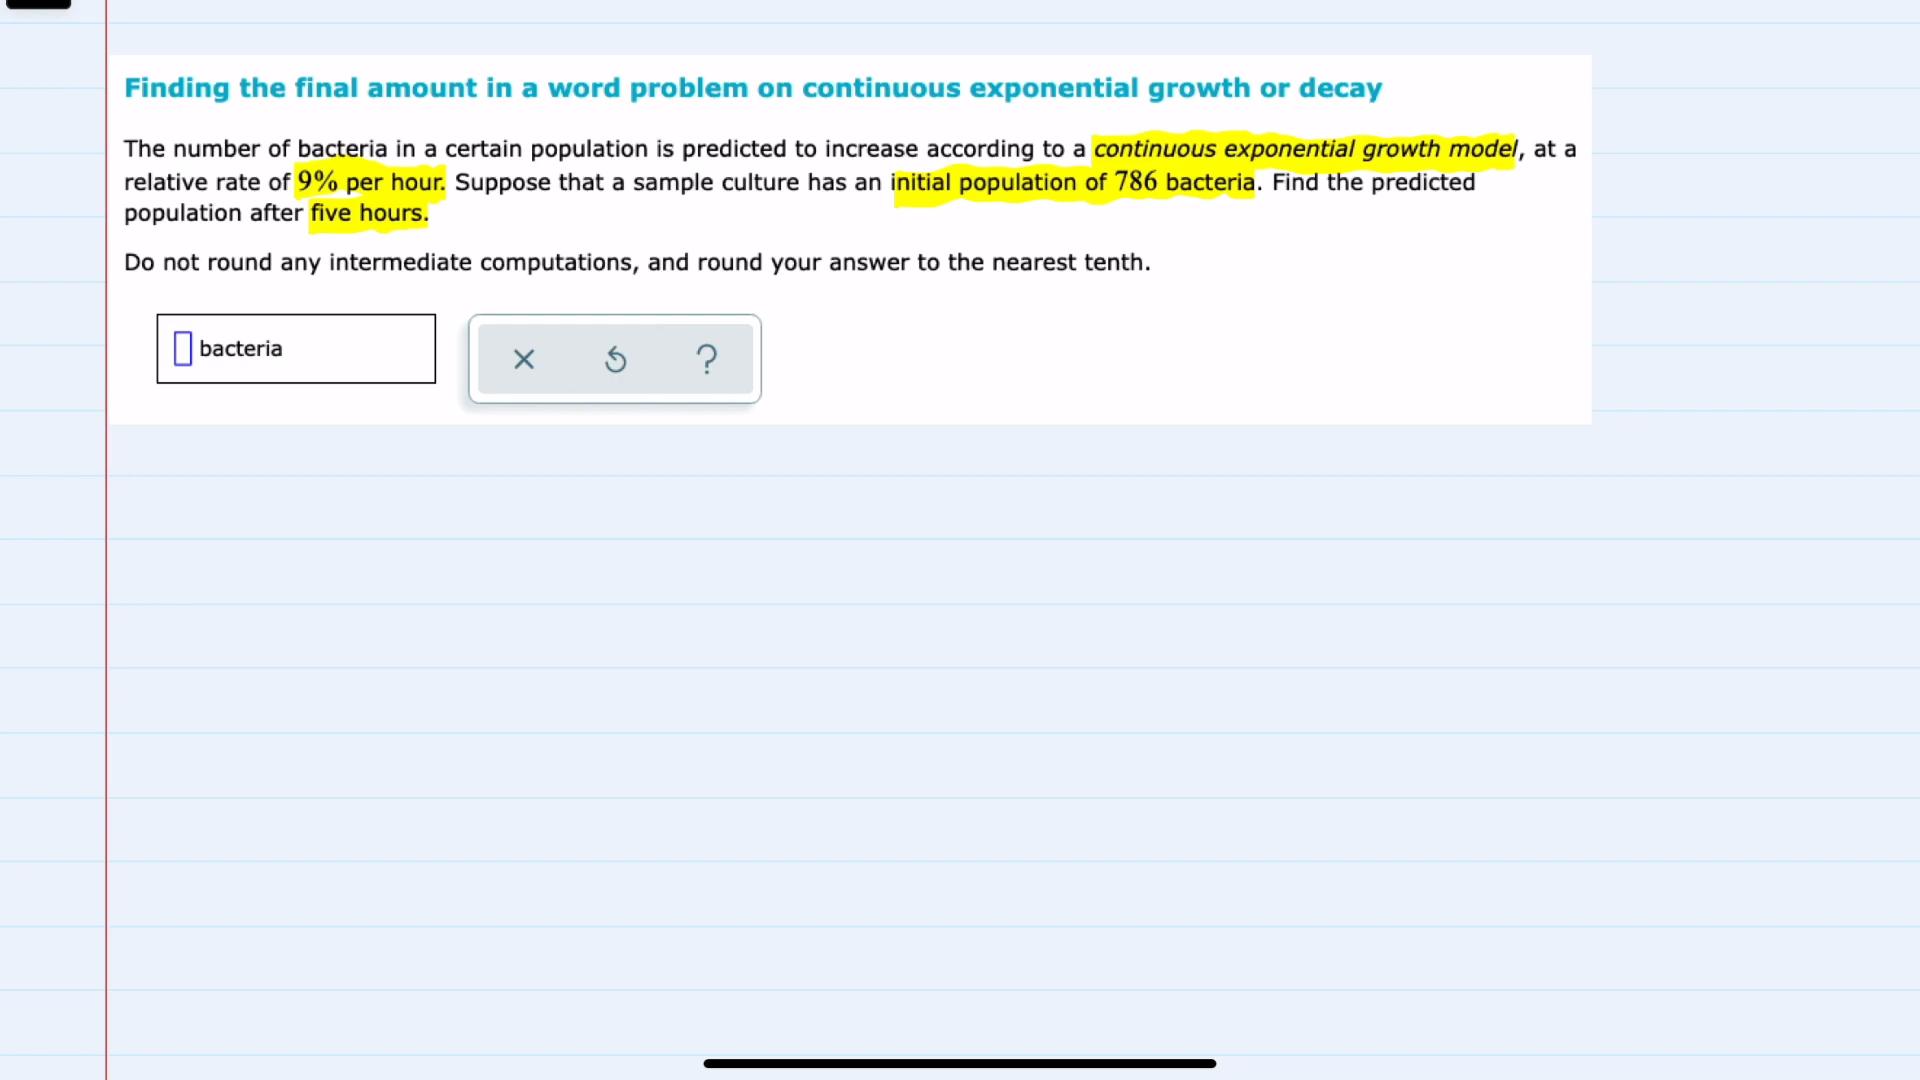 Finding the final amount in a word problem on continuous exponential growth or decay
The number of bacteria in a certain population is predicted to increase according to a continuous exponential growth model, at a
relative rate of 9% per hour. Suppose that a sample culture has an initial population of 786 bacteria. Find the predicted
population after five hours.
Do not round any intermediate computations, and round your answer to the nearest tenth.
bacteria
?